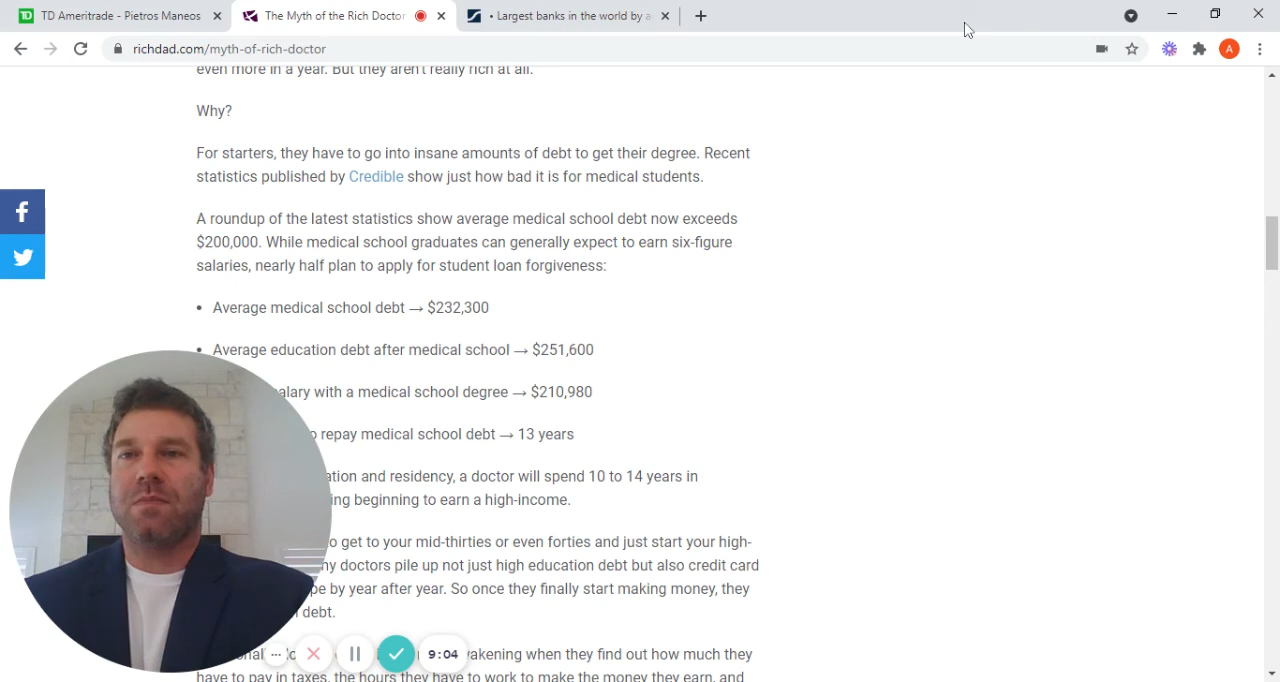 TD Ameritrade - Pietros Maneos
The Myth of the Rich Doctor
• Largest banks in the world by a
richdad.com/myth-of-rich-doctor
A
even more in a year. But they aren't really rich at all.
Why?
For starters, they have to go into insane amounts of debt to get their degree. Recent
statistics published by Credible show just how bad it is for medical students.
A roundup of the latest statistics show average medical school debt now exceeds
$200,000. While medical school graduates can generally expect to earn six-figure
salaries, nearly half plan to apply for student loan forgiveness:
• Average medical school debt → $232,300
• Average education debt after medical school → $251,600
alary with a medical school degree → $210,980
o repay medical school debt → 13 years
ation and residency, a doctor will spend 10 to 14 years in
ing beginning to earn a high-income.
o get to your mid-thirties or even forties and just start your high-
ny doctors pile up not just high education debt but also credit card
pe by year after year. So once they finally start making money, they
debt.
9:04
wakening when they find out how much they
have to pay in taxes, the hours they have to work to make the money they earn, and